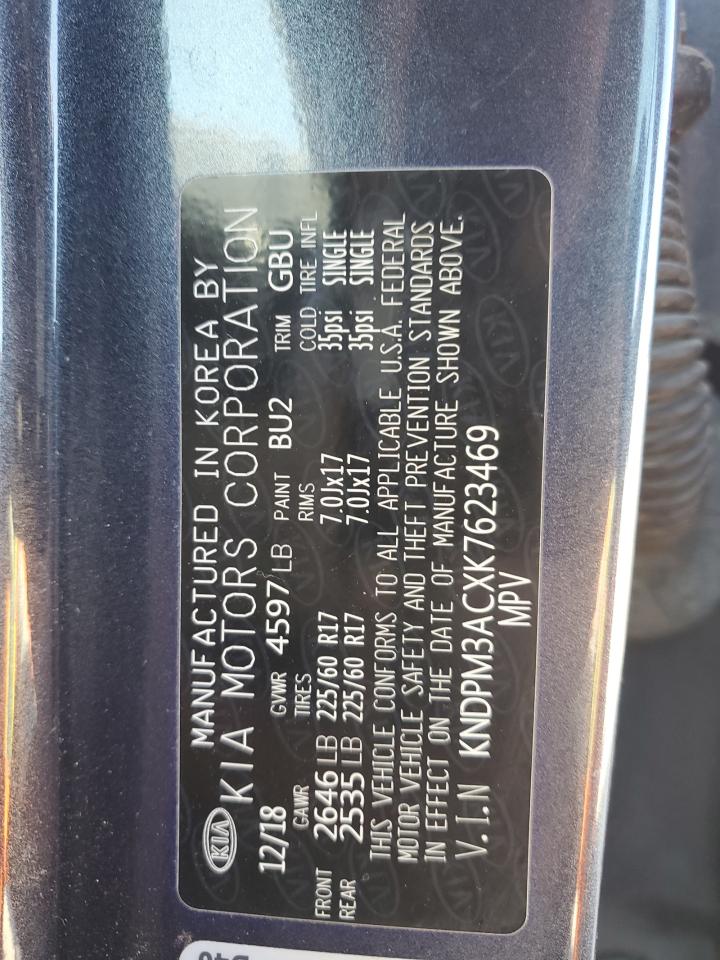 KIA MANUFACTURED IN KOREA BY
KIA MOTORS CORPORATION
12/18 GVWR 4597 LB PAINT BU2 TRIM GBU
GAWR TIRES RIMS COLD TIRE INFL
FRONT 2646 LB 225/60 R17 7.0Jx17 35psi SINGLE
REAR 2535 LB 225/60 R17 7.0Jx17 35psi SINGLE
THIS VEHICLE CONFORMS TO ALL APPLICABLE U.S.A. FEDERAL
MOTOR VEHICLE SAFETY AND THEFT PREVENTION STANDARDS
IN EFFECT ON THE DATE OF MANUFACTURE SHOWN ABOVE.
V.I.N KNDPM3ACXK7623469
MPV